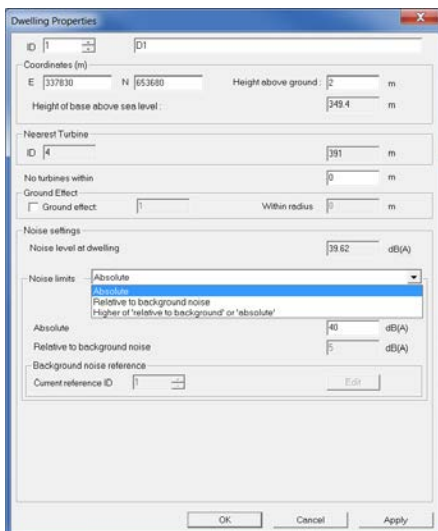 Dwelling Properties
ID 1 D1
Coordinates (m)
E 337830 N 653680 Height above ground : 2 m
Height of base above sea level : 349.4 m
Nearest Turbine
ID 4 391 m
No turbines within 0 m
Ground Effect
Ground effect: 1 Within radius 0 m
Noise settings
Noise level at dwelling 39.62 dB(A)
Noise limits Absolute
Absolute
Relative to background noise
Higher of 'relative to background' or 'absolute'
Absolute 40 dB(A)
Relative to background noise 5 dB(A)
Background noise reference
Current reference ID 1 Edit
OK Cancel Apply